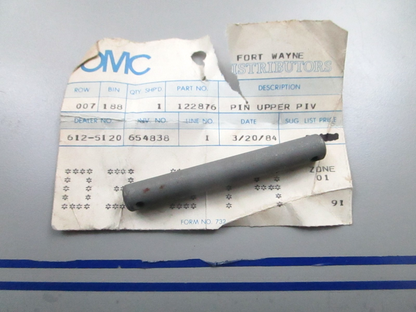 OMC
FORT WAYNE
DISTRIBUTORS
ROW BIN QTY. SHP'D PART NO. DESCRIPTION
007 188 1 122876 PIN UPPER PIV
DEALER NO. INV. NO. LINE NO. DATE SUG. LIST PRICE
612-5120 654838 1 3/20/84
ZONE
01
91
FORM NO. 733